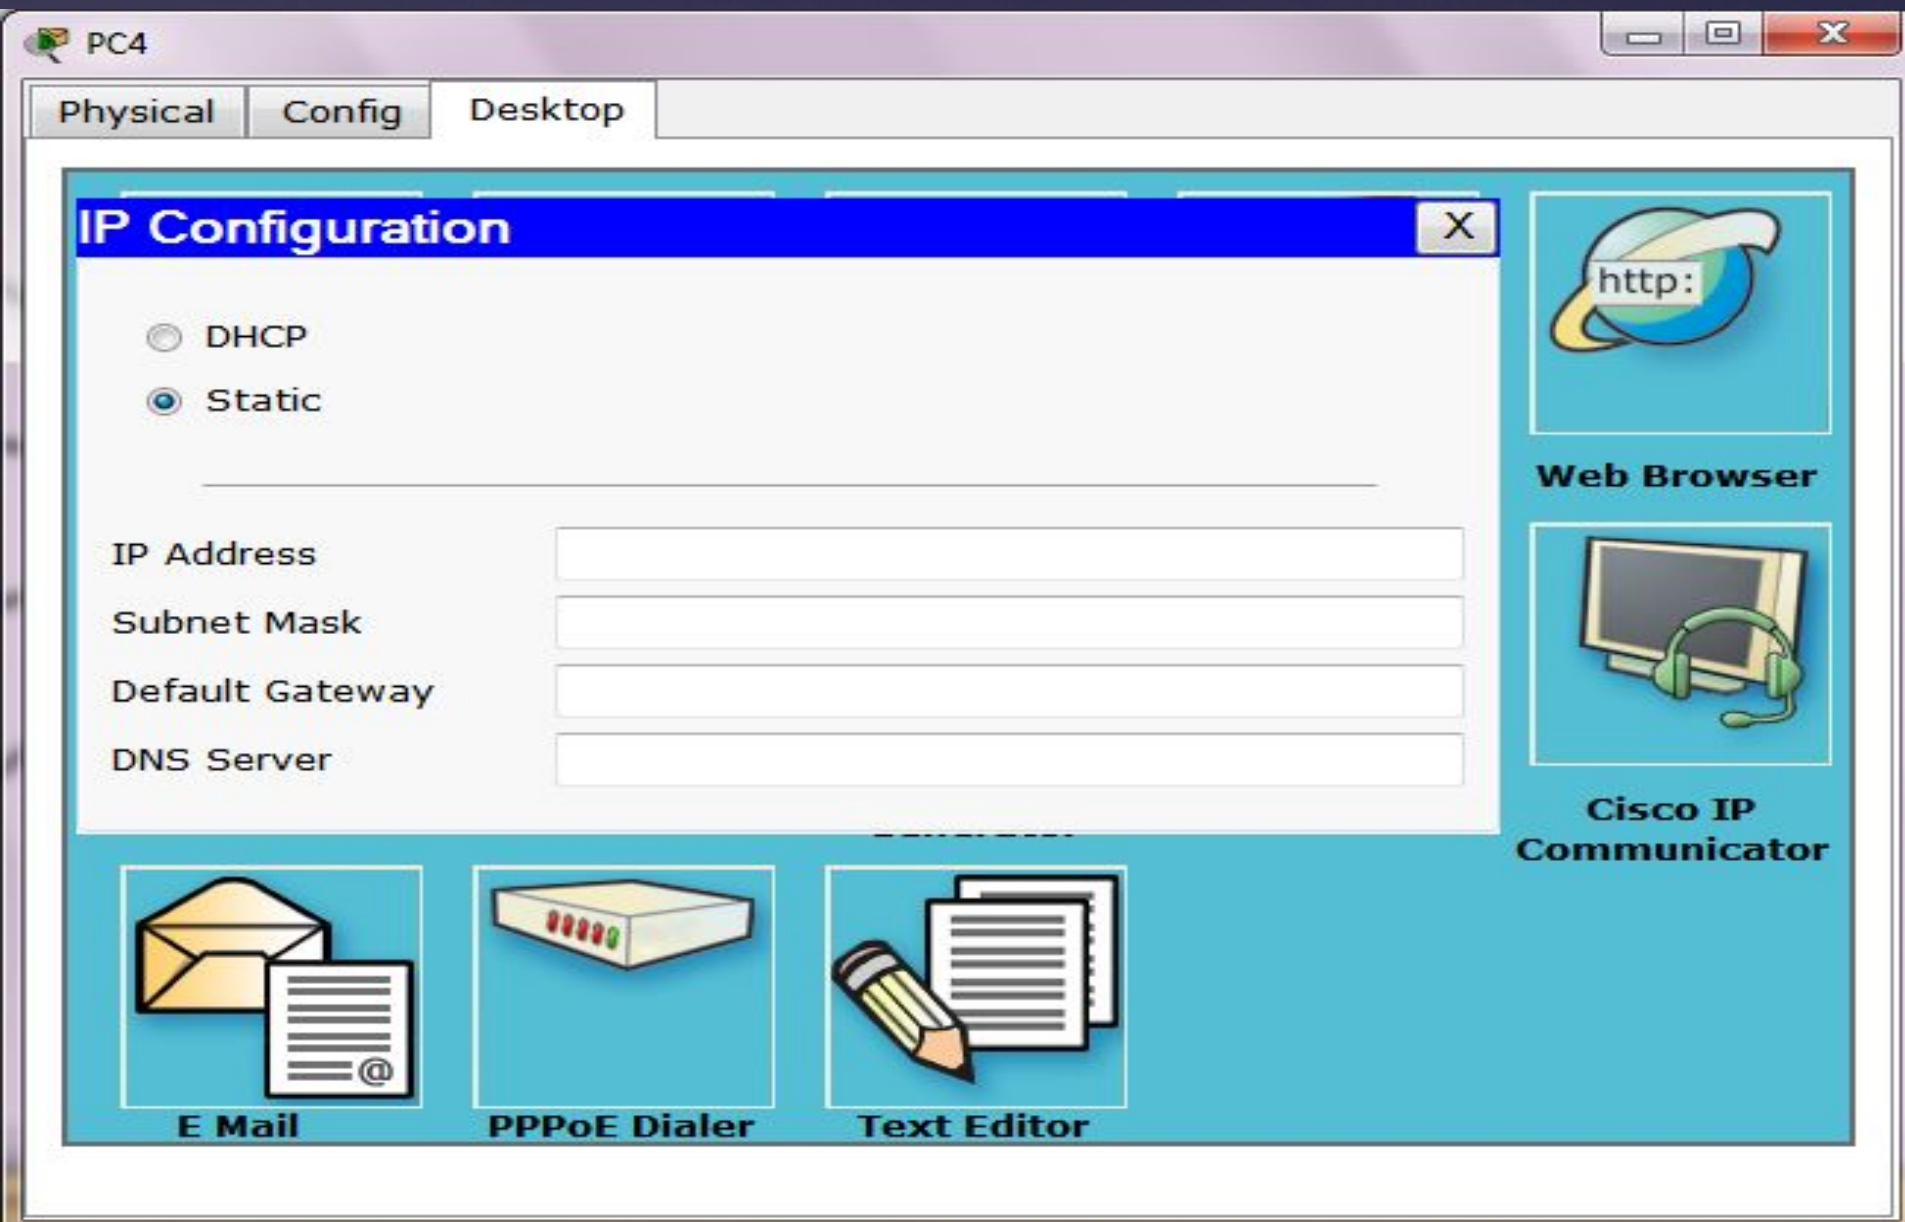 PC4
Physical Config Desktop
IP Configuration X
http:
DHCP
Static
Web Browser
IP Address
Subnet Mask
Default Gateway
DNS Server
Cisco IP
Communicator
@
E Mail PPPoE Dialer Text Editor